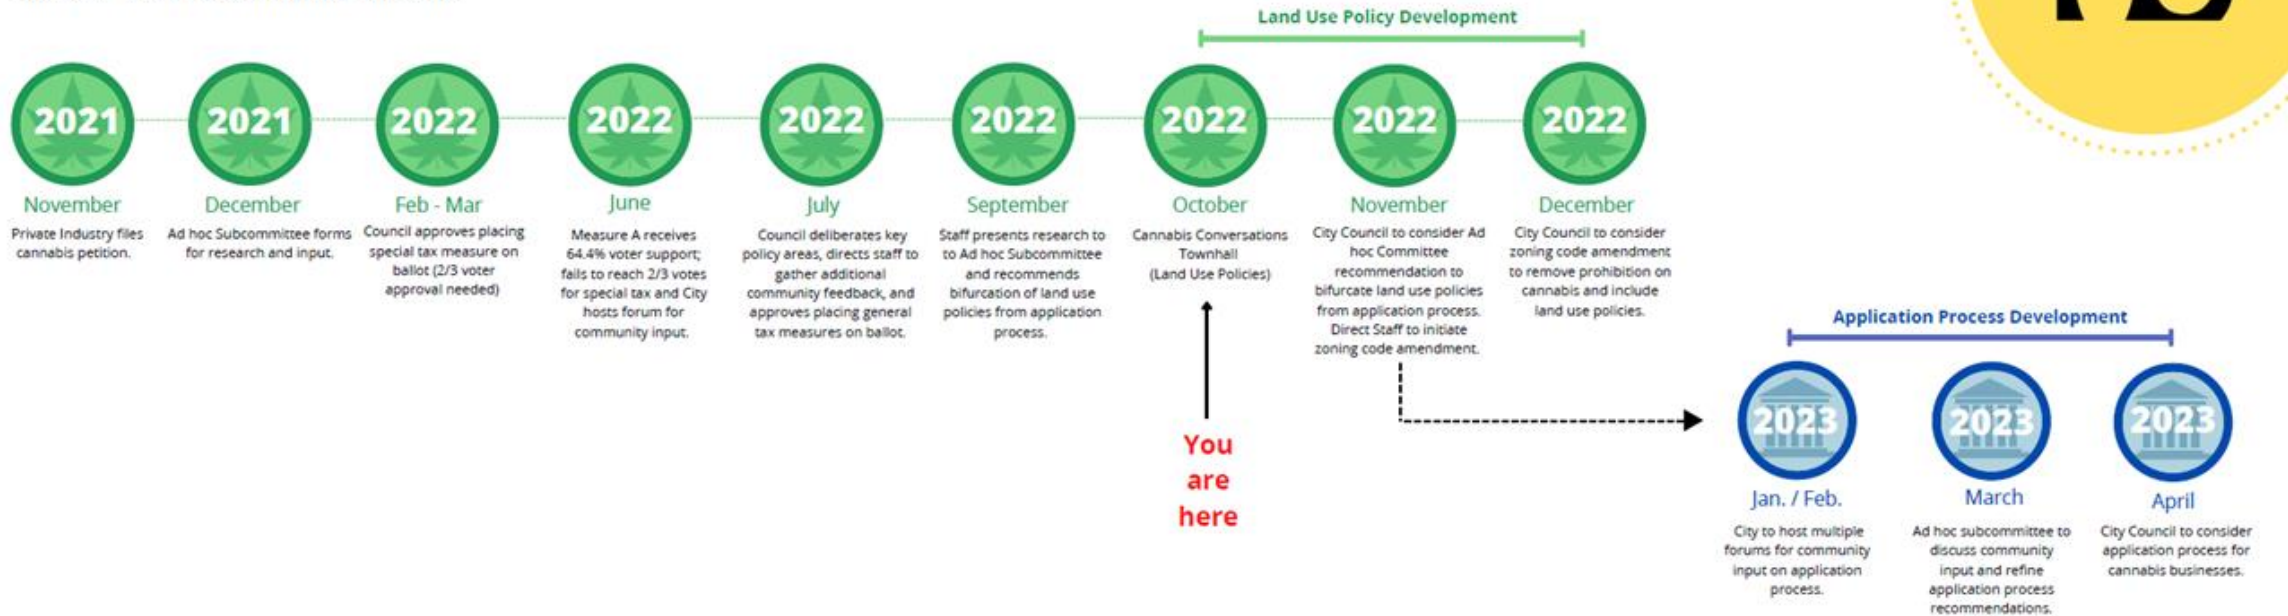 Land Use Policy Development
2021
November
Private Industry files
cannabis petition.
2021
December
Ad hoc Subcommittee forms
for research and input.
2022
Feb - Mar
Council approves placing
special tax measure on
ballot (2/3 voter
approval needed)
2022
June
Measure A receives
64.4% voter support;
fails to reach 2/3 votes
for special tax and City
hosts forum for
community input.
2022
July
Council deliberates key
policy areas, directs staff to
gather additional
community feedback, and
approves placing general
tax measures on ballot.
2022
September
Staff presents research to
to Ad hoc Subcommittee
and recommends
bifurcation of land use
policies from application
process.
2022
October
Cannabis Conversations
Townhall
(Land Use Policies)
You
are
here
2022
November
City Council to consider Ad
hoc Committee
recommendation to
bifurcate land use policies
from application process.
Direct Staff to initiate
zoning code amendment.
2022
December
City Council to consider
zoning code amendment
to remove prohibition on
cannabis and include
land use policies.
Application Process Development
2023
Jan. / Feb.
City to host multiple
forums for community
input on application
process.
2023
March
Ad hoc subcommittee to
discuss community
input and refine
application process
recommendations.
2023
April
City Council to consider
application process for
cannabis businesses.